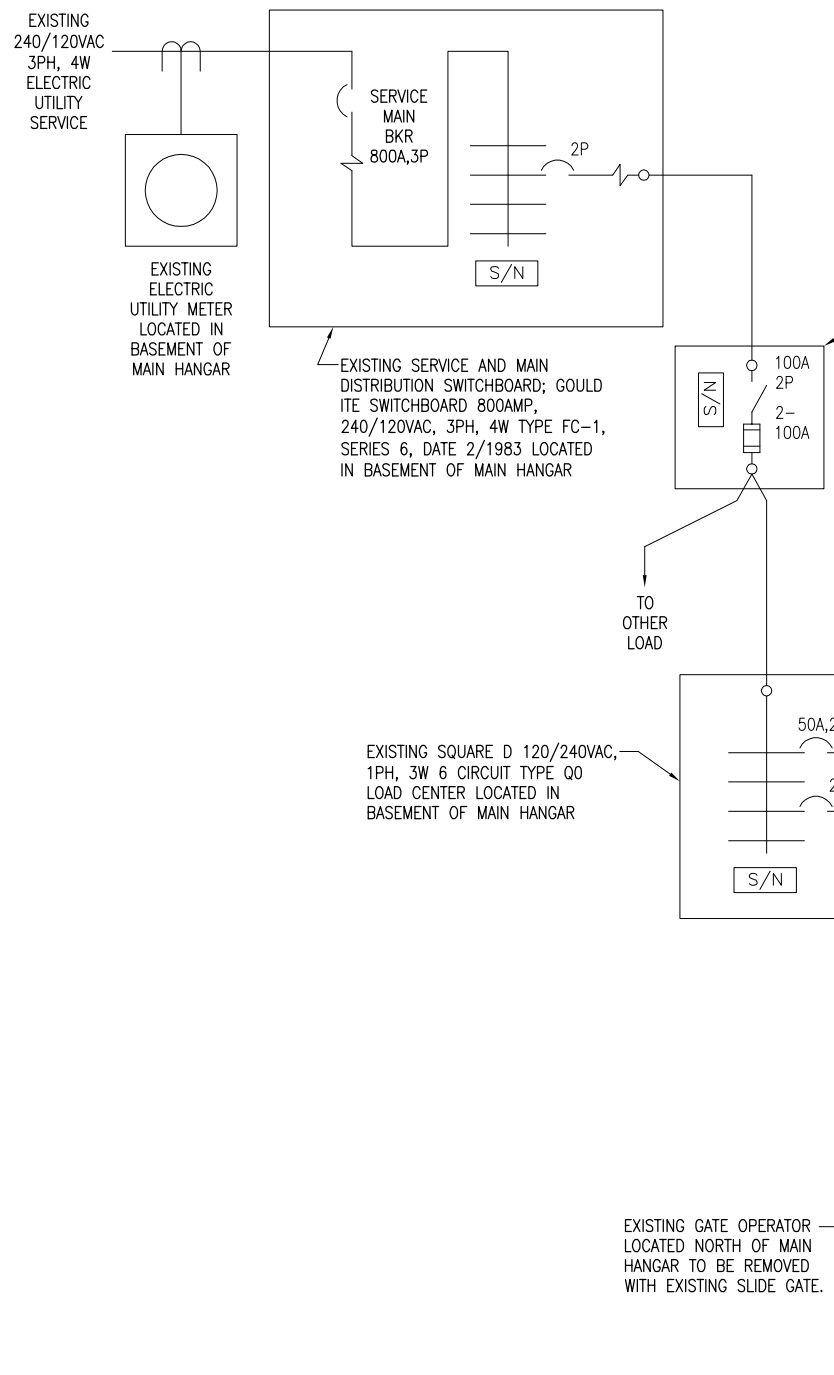 EXISTING
240/120VAC
3PH, 4W
ELECTRIC
UTILITY
SERVICE
SERVICE
MAIN
BKR
800A,3P
2P
S/N
EXISTING
ELECTRIC
UTILITY METER
LOCATED IN
BASEMENT OF
MAIN HANGAR
EXISTING SERVICE AND MAIN
DISTRIBUTION SWITCHBOARD; GOULD
ITE SWITCHBOARD 800AMP,
240/120VAC, 3PH, 4W TYPE FC-1,
SERIES 6, DATE 2/1983 LOCATED
IN BASEMENT OF MAIN HANGAR
S/N
100A
2P
2-
100A
TO
OTHER
LOAD
EXISTING SQUARE D 120/240VAC,
1PH, 3W 6 CIRCUIT TYPE QO
LOAD CENTER LOCATED IN
BASEMENT OF MAIN HANGAR
50A,2
2
S/N
EXISTING GATE OPERATOR
LOCATED NORTH OF MAIN
HANGAR TO BE REMOVED
WITH EXISTING SLIDE GATE.